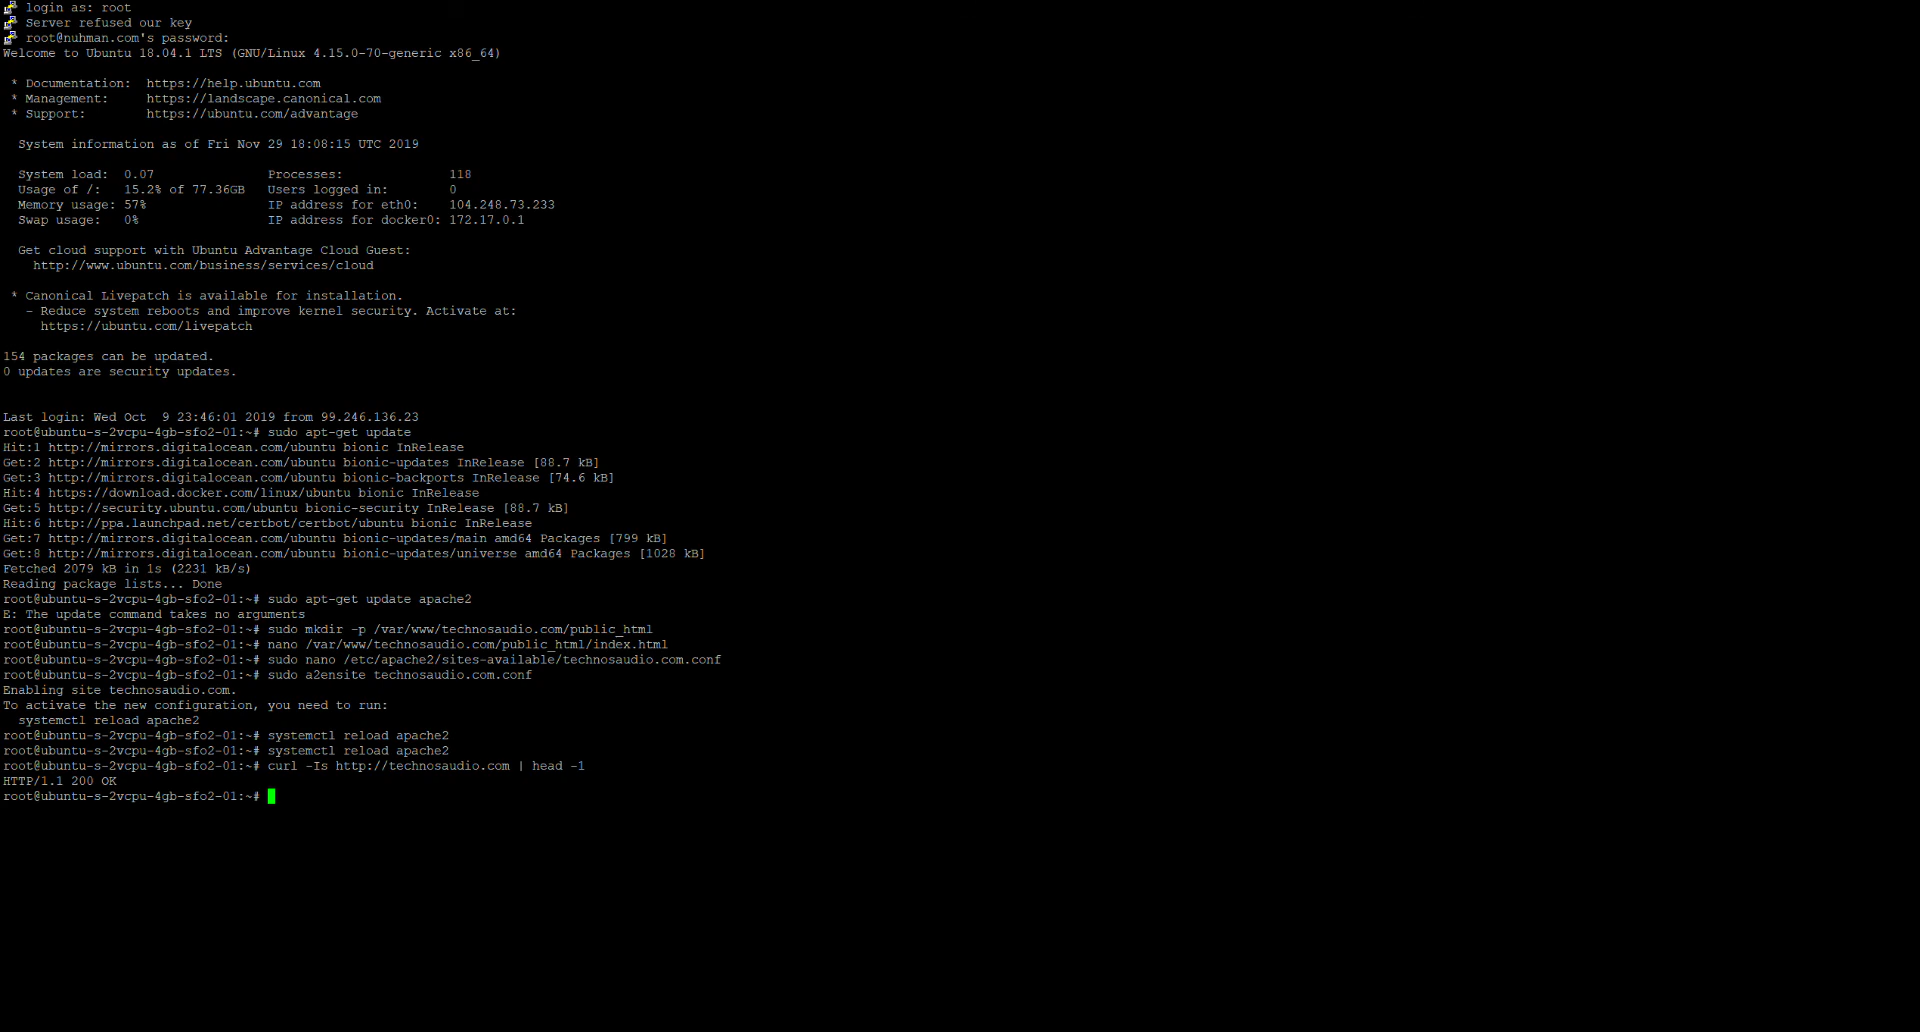 login as: root
Server refused our key
root@nuhman.com's password:
Welcome to Ubuntu 18.04.1 LTS (GNU/Linux 4.15.0-70-generic x86_64)
* Documentation:  https://help.ubuntu.com
* Management:     https://landscape.canonical.com
* Support:        https://ubuntu.com/advantage
System information as of Fri Nov 29 18:08:15 UTC 2019
System load:  0.07               Processes:              118
Usage of /:   15.2% of 77.36GB   Users logged in:        0
Memory usage: 57%                IP address for eth0:    104.248.73.233
Swap usage:   0%                 IP address for docker0: 172.17.0.1
Get cloud support with Ubuntu Advantage Cloud Guest:
http://www.ubuntu.com/business/services/cloud
* Canonical Livepatch is available for installation.
- Reduce system reboots and improve kernel security. Activate at:
https://ubuntu.com/livepatch
154 packages can be updated.
0 updates are security updates.
Last login: Wed Oct  9 23:46:01 2019 from 99.246.136.23
root@ubuntu-s-2vcpu-4gb-sfo2-01:~# sudo apt-get update
Hit:1 http://mirrors.digitalocean.com/ubuntu bionic InRelease
Get:2 http://mirrors.digitalocean.com/ubuntu bionic-updates InRelease [88.7 kB]
Get:3 http://mirrors.digitalocean.com/ubuntu bionic-backports InRelease [74.6 kB]
Hit:4 https://download.docker.com/linux/ubuntu bionic InRelease
Get:5 http://security.ubuntu.com/ubuntu bionic-security InRelease [88.7 kB]
Hit:6 http://ppa.launchpad.net/certbot/certbot/ubuntu bionic InRelease
Get:7 http://mirrors.digitalocean.com/ubuntu bionic-updates/main amd64 Packages [799 kB]
Get:8 http://mirrors.digitalocean.com/ubuntu bionic-updates/universe amd64 Packages [1028 kB]
Fetched 2079 kB in 1s (2231 kB/s)
Reading package lists... Done
root@ubuntu-s-2vcpu-4gb-sfo2-01:~# sudo apt-get update apache2
E: The update command takes no arguments
root@ubuntu-s-2vcpu-4gb-sfo2-01:~# sudo mkdir -p /var/www/technosaudio.com/public_html
root@ubuntu-s-2vcpu-4gb-sfo2-01:~# nano /var/www/technosaudio.com/public_html/index.html
root@ubuntu-s-2vcpu-4gb-sfo2-01:~# sudo nano /etc/apache2/sites-available/technosaudio.com.conf
root@ubuntu-s-2vcpu-4gb-sfo2-01:~# sudo a2ensite technosaudio.com.conf
Enabling site technosaudio.com.
To activate the new configuration, you need to run:
systemctl reload apache2
root@ubuntu-s-2vcpu-4gb-sfo2-01:~# systemctl reload apache2
root@ubuntu-s-2vcpu-4gb-sfo2-01:~# systemctl reload apache2
root@ubuntu-s-2vcpu-4gb-sfo2-01:~# curl -Is http://technosaudio.com | head -1
HTTP/1.1 200 OK
root@ubuntu-s-2vcpu-4gb-sfo2-01:~#